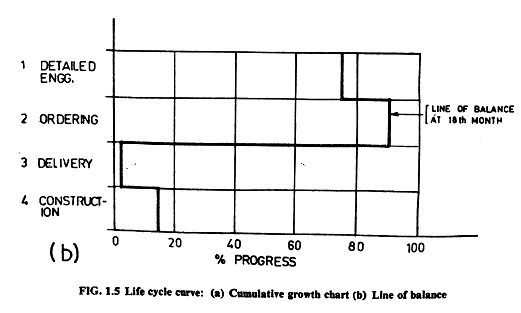 1 DETAILED
ENGG.
2 ORDERING
LINE OF BALANCE
AT 18th MONTH
3 DELIVERY
4 CONSTRUCT-
ION
(b)
0 20 40 60 80 100
% PROGRESS
FIG. 1.5 Life cycle curve: (a) Cumulative growth chart (b) Line of balance